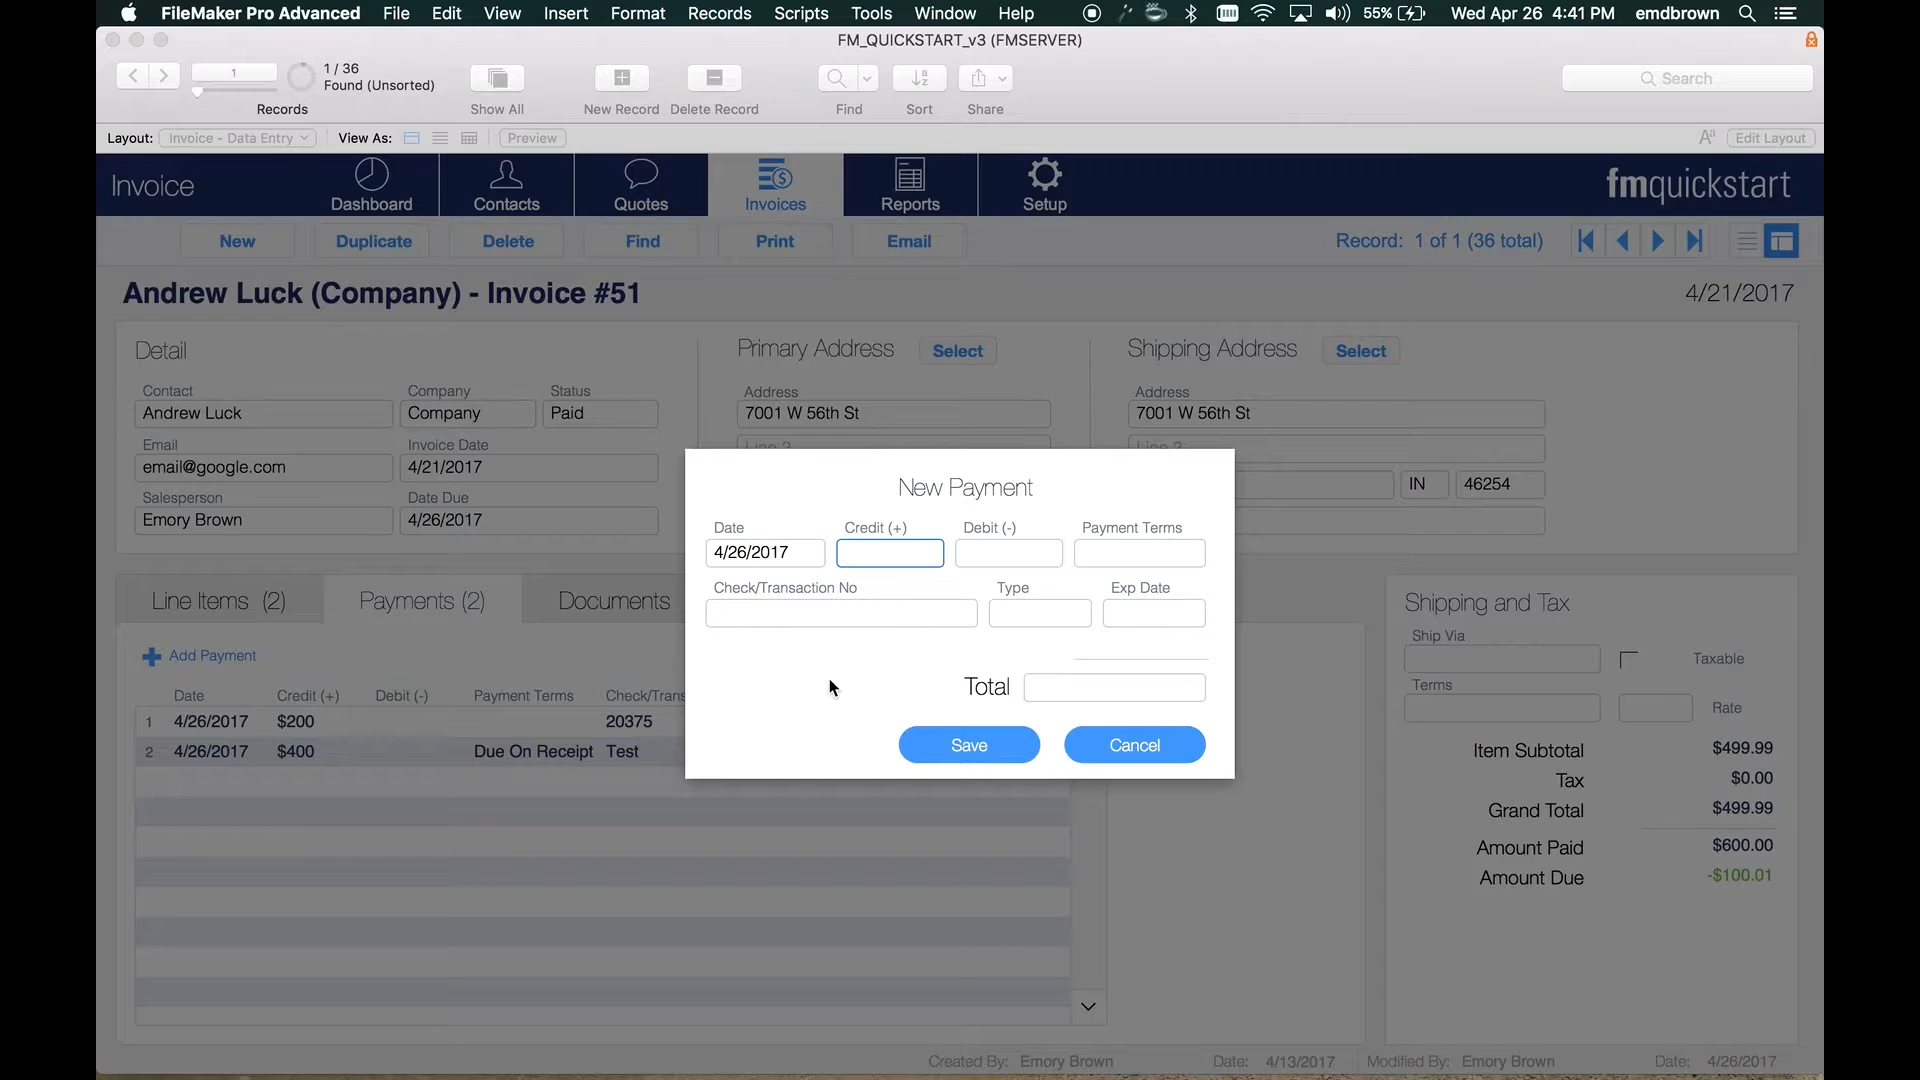 FileMaker Pro Advanced File Edit View Insert Format Records Scripts Tools Window Help 55% Wed Apr 26 4:41 PM emdbrown
FM_QUICKSTART_v3 (FMSERVER)
1
1 / 36
Found (Unsorted)
Search
Records Show All New Record Delete Record Find Sort Share
Layout: Invoice - Data Entry View As: Preview Aa Edit Layout
Invoice Dashboard Contacts Quotes Invoices Reports Setup fmquickstart
New Duplicate Delete Find Print Email Record: 1 of 1 (36 total)
Andrew Luck (Company) - Invoice #51 4/21/2017
Detail
Contact Company Status
Andrew Luck Company Paid
Email Invoice Date
email@google.com 4/21/2017
Salesperson Date Due
Emory Brown 4/26/2017
Primary Address Select
Address
7001 W 56th St
Line 2
Shipping Address Select
Address
7001 W 56th St
Line 2
IN 46254
New Payment
Date Credit (+) Debit (-) Payment Terms
4/26/2017
Check/Transaction No Type Exp Date
Total
Save Cancel
Line Items (2) Payments (2) Documents
Add Payment
Date Credit (+) Debit (-) Payment Terms Check/Trans
1 4/26/2017 $200 20375
2 4/26/2017 $400 Due On Receipt Test
Shipping and Tax
Ship Via
Taxable
Terms
Rate
Item Subtotal $499.99
Tax $0.00
Grand Total $499.99
Amount Paid $600.00
Amount Due -$100.01
Created By: Emory Brown Date: 4/13/2017 Modified By: Emory Brown Date: 4/26/2017